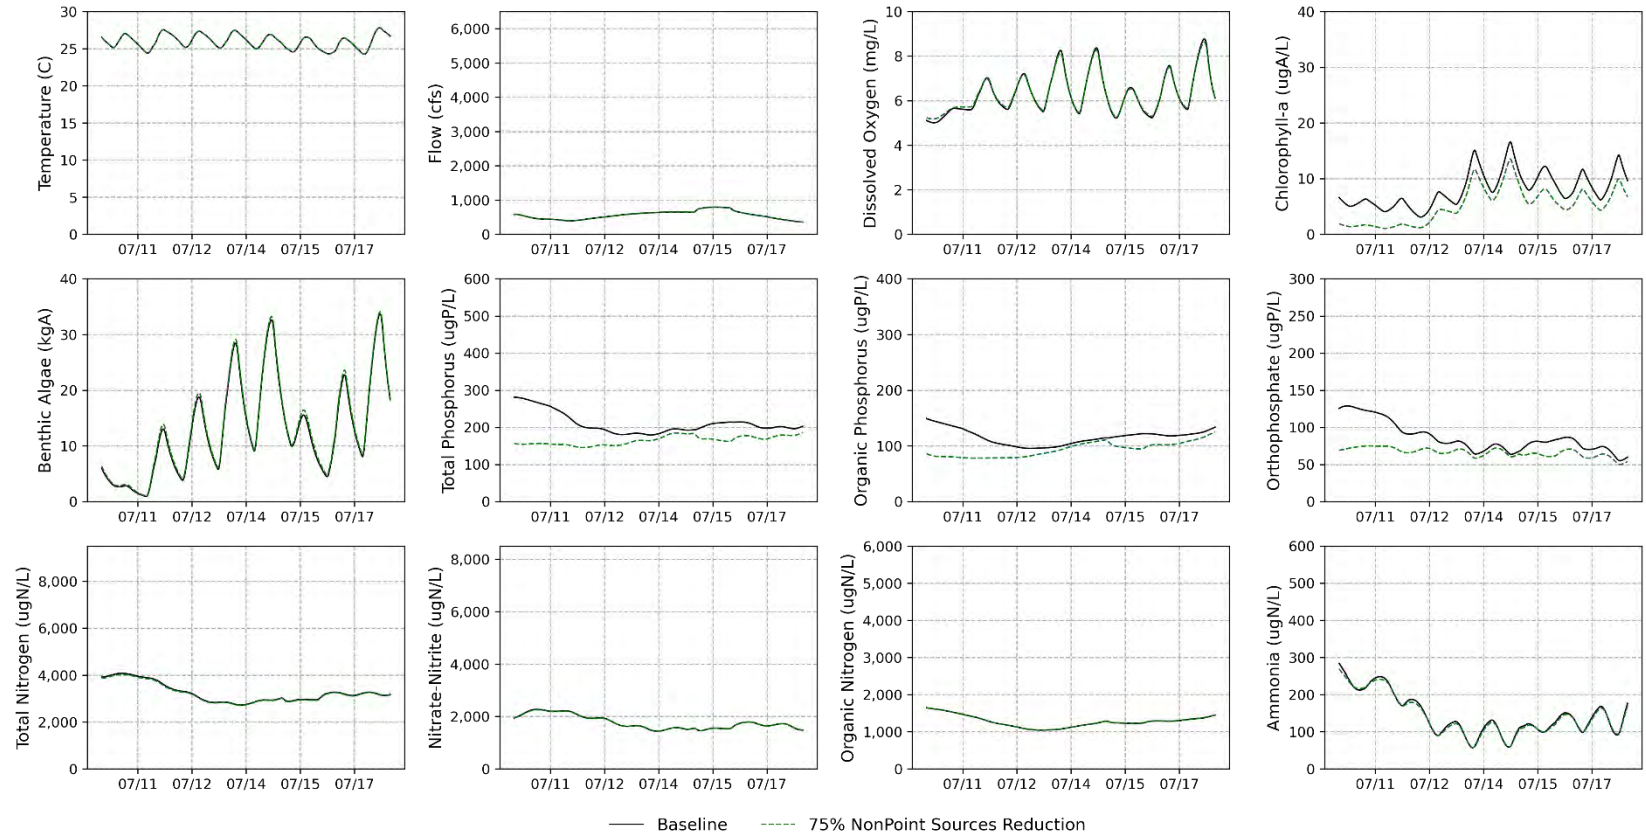 Temperature (C)
30
25
20
15
10
5
0
07/11 07/12 07/14 07/15 07/17
Flow (cfs)
6,000
5,000
4,000
3,000
2,000
1,000
0
07/11 07/12 07/14 07/15 07/17
Dissolved Oxygen (mg/L)
10
8
6
4
2
0
07/11 07/12 07/14 07/15 07/17
Chlorophyll-a (ugA/L)
40
30
20
10
0
07/11 07/12 07/14 07/15 07/17
Benthic Algae (kgA)
40
30
20
10
0
07/11 07/12 07/14 07/15 07/17
Total Phosphorus (ugP/L)
600
500
400
300
200
100
0
07/11 07/12 07/14 07/15 07/17
Organic Phosphorus (ugP/L)
400
300
200
100
0
07/11 07/12 07/14 07/15 07/17
Orthophosphate (ugP/L)
300
250
200
150
100
50
0
07/11 07/12 07/14 07/15 07/17
Total Nitrogen (ugN/L)
8,000
6,000
4,000
2,000
0
07/11 07/12 07/14 07/15 07/17
Nitrate-Nitrite (ugN/L)
8,000
6,000
4,000
2,000
0
07/11 07/12 07/14 07/15 07/17
Organic Nitrogen (ugN/L)
6,000
5,000
4,000
3,000
2,000
1,000
0
07/11 07/12 07/14 07/15 07/17
Ammonia (ugN/L)
600
500
400
300
200
100
0
07/11 07/12 07/14 07/15 07/17
Baseline 75% NonPoint Sources Reduction